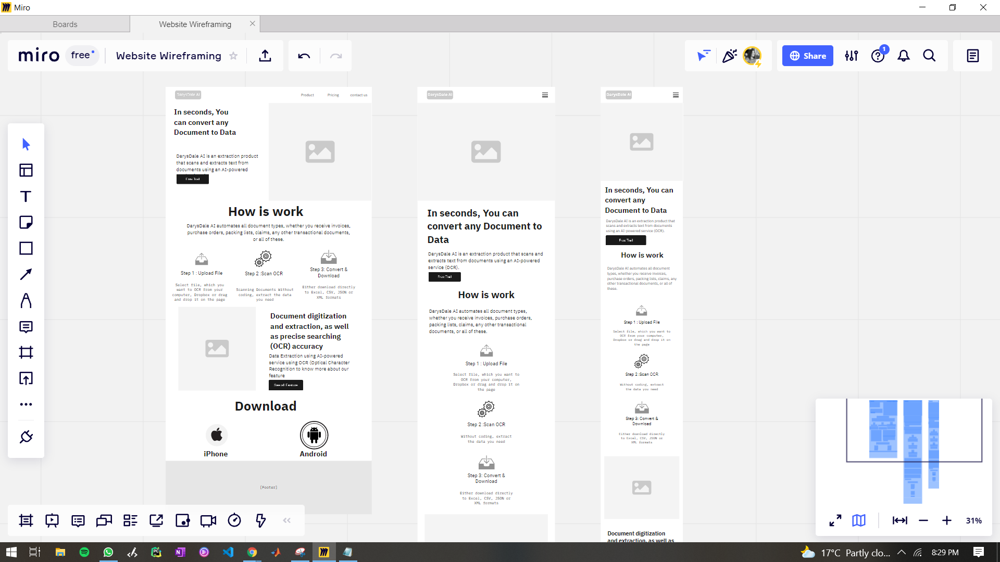 Miro
Boards
Website Wireframing
miro
free
Website Wireframing
Share
1
DarysDale AI
Product
Pricing
contact us
In seconds, You
can convert any
Document to Data
DarysDale AI is an extraction product
that scans and extracts text from
documents using an AI-powered
Free Trail
How is work
DarysDale AI automates all document types, whether you receive invoices,
purchase orders, packing lists, claims, any other transactional documents,
or all of these.
Step 1 : Upload File
Select file, which you
want to OCR from your
computer, Dropbox or drag
and drop it on the page
Step 2 :Scan OCR
Scanning Documents Without
coding, extract the data
you need
Step 3: Convert &
Download
Either download directly
to Excel, CSV, JSON or
XML formats
Document digitization
and extraction, as well
as precise searching
(OCR) accuracy
Data Extraction using AI-powered
service using OCR (Optical Character
Recognition to know more about our
feature
See all Feature
Download
iPhone
Android
[Footer]
DarysDale AI
In seconds, You can
convert any Document to
Data
DarysDale AI is an extraction product that scans and
extracts text from documents using an AI-powered
service (OCR).
Free Trail
How is work
DarysDale AI automates all document types,
whether you receive invoices, purchase orders,
packing lists, claims, any other transactional
documents, or all of these.
Step 1 : Upload File
Select file, which you want to
OCR from your computer,
Dropbox or drag and drop it on
the page
Step 2 :Scan OCR
Without coding, extract
the data you need
Step 3: Convert &
Download
Either download directly
to Excel, CSV, JSON or
XML formats
DarysDale AI
In seconds, You can
convert any
Document to Data
DarysDale AI is an extraction product that
scans and extracts text from documents
using an AI-powered service (OCR).
Free Trail
How is work
DarysDale AI automates all document
types, whether you receive invoices,
purchase orders, packing lists, claims, any
other transactional documents, or all of
these.
Step 1 : Upload File
Select file, which you want to
OCR from your computer,
Dropbox or drag and drop it on
the page
Step 2 :Scan OCR
Without coding, extract
the data you need
Step 3: Convert &
Download
Either download directly
to Excel, CSV, JSON or
XML formats
Document digitization
and extraction, as well as
31%
17°C Partly clo...
8:29 PM